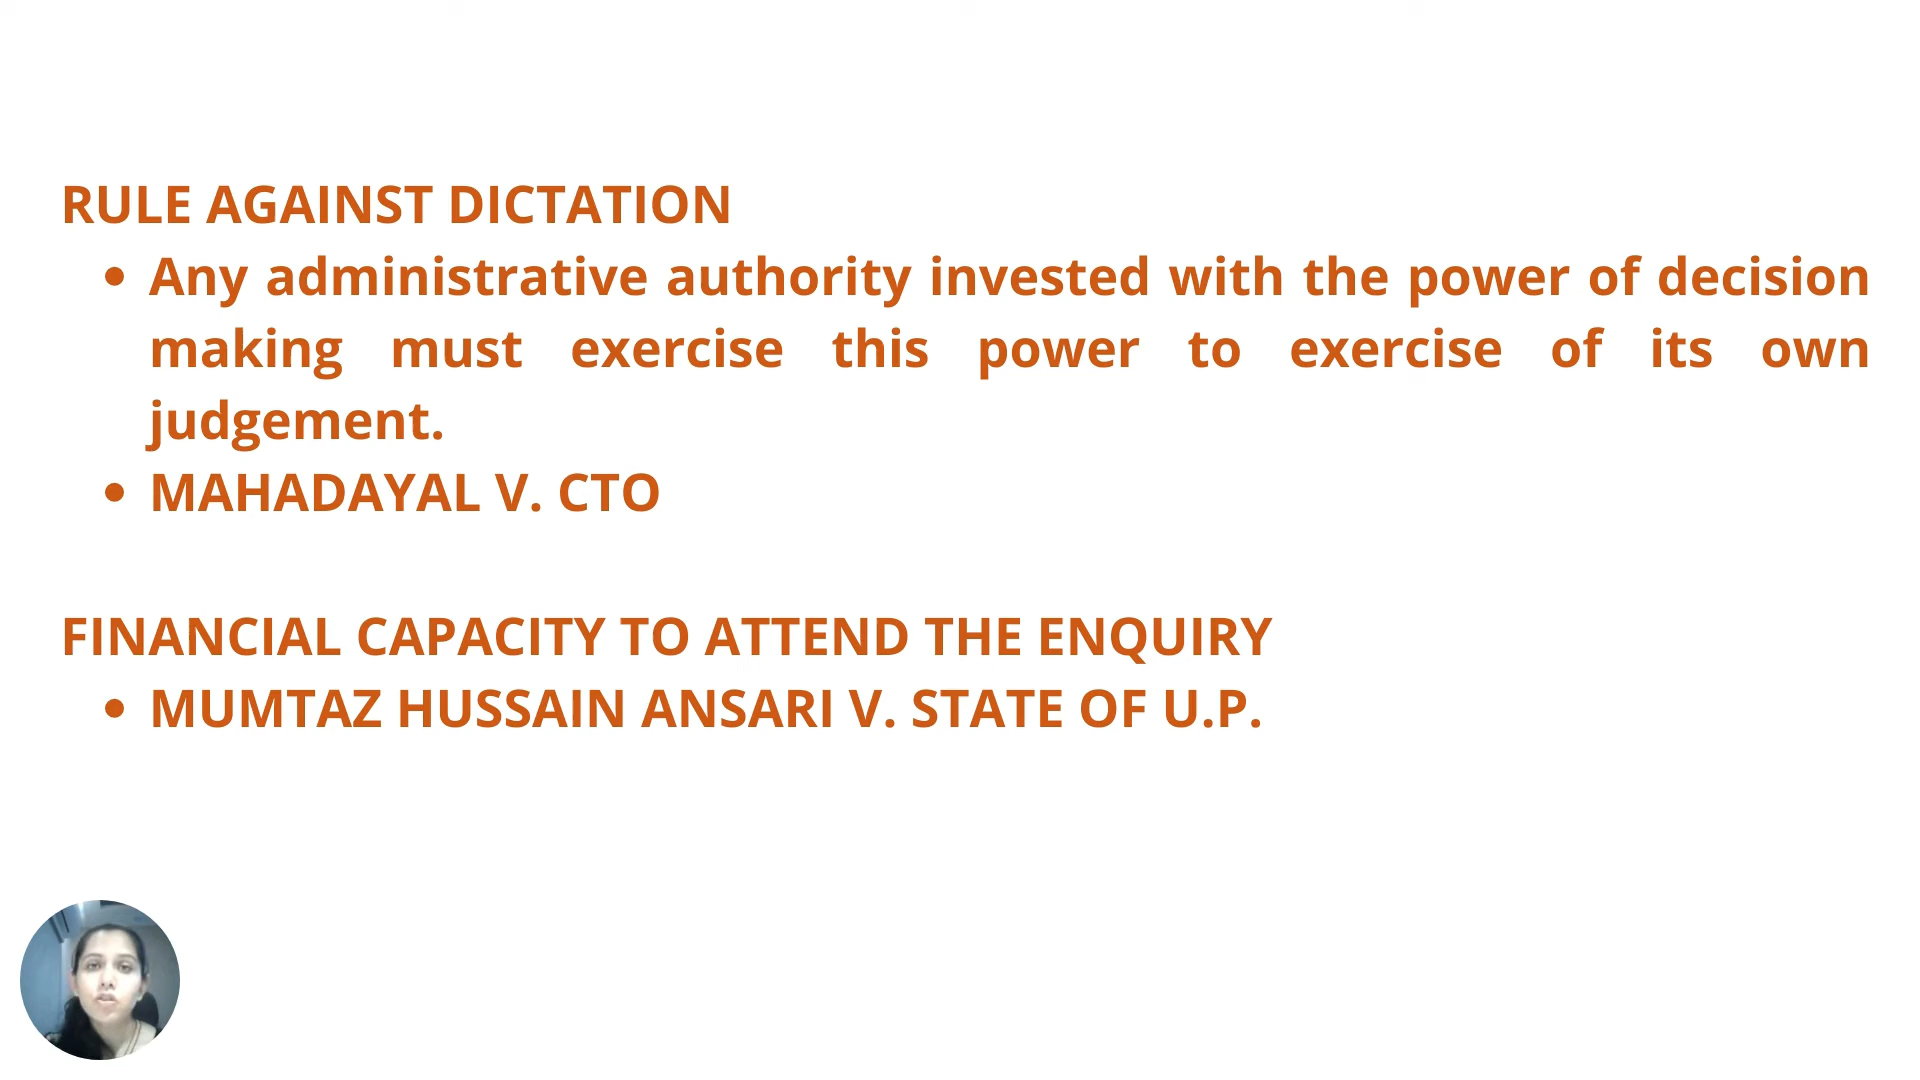 RULE AGAINST DICTATION
• Any administrative authority invested with the power of decision
making must exercise this power to exercise of its own
judgement.
• MAHADAYAL V. CTO
FINANCIAL CAPACITY TO ATTEND THE ENQUIRY
• MUMTAZ HUSSAIN ANSARI V. STATE OF U.P.